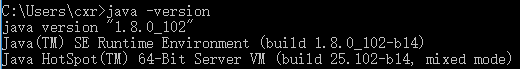 C:\Users\cxr>java -version
java version "1.8.0_102"
Java(TM) SE Runtime Environment (build 1.8.0_102-b14)
Java HotSpot(TM) 64-Bit Server VM (build 25.102-b14, mixed mode)